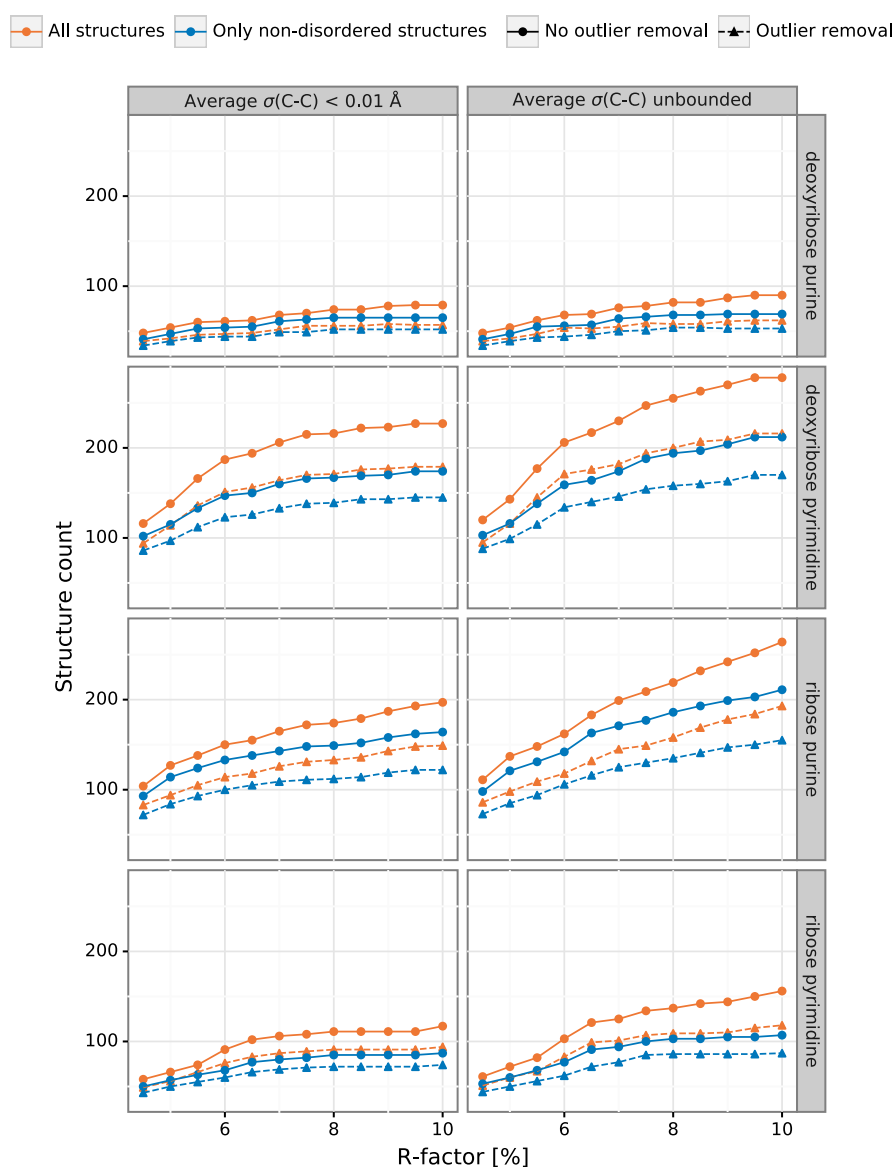 All structures Only non-disordered structures No outlier removal Outlier removal
Average σ(C-C) < 0.01 Å Average σ(C-C) unbounded
200
100
deoxyribose purine
200
100
deoxyribose pyrimidine
Structure count
200
100
ribose purine
200
100
ribose pyrimidine
6 8 10 6 8 10
R-factor [%]